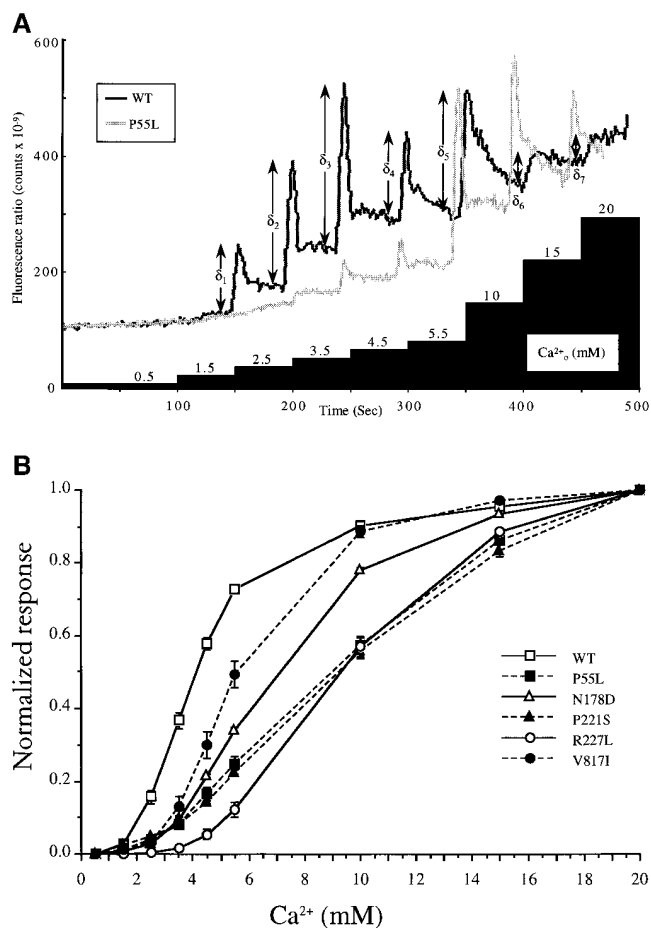 A
600
400
200
0
Fluorescence ratio (counts x 10⁻⁹)
WT
P55L
δ₁
δ₂
δ₃
δ₄
δ₅
δ₆
δ₇
0.5
1.5
2.5
3.5
4.5
5.5
10
15
20
Ca²⁺ₒ (mM)
100
200
300
400
500
Time (Sec)
B
Normalized response
1.0
0.8
0.6
0.4
0.2
0.0
WT
P55L
N178D
P221S
R227L
V817I
0 2 4 6 8 10 12 14 16 18 20
Ca²⁺ (mM)